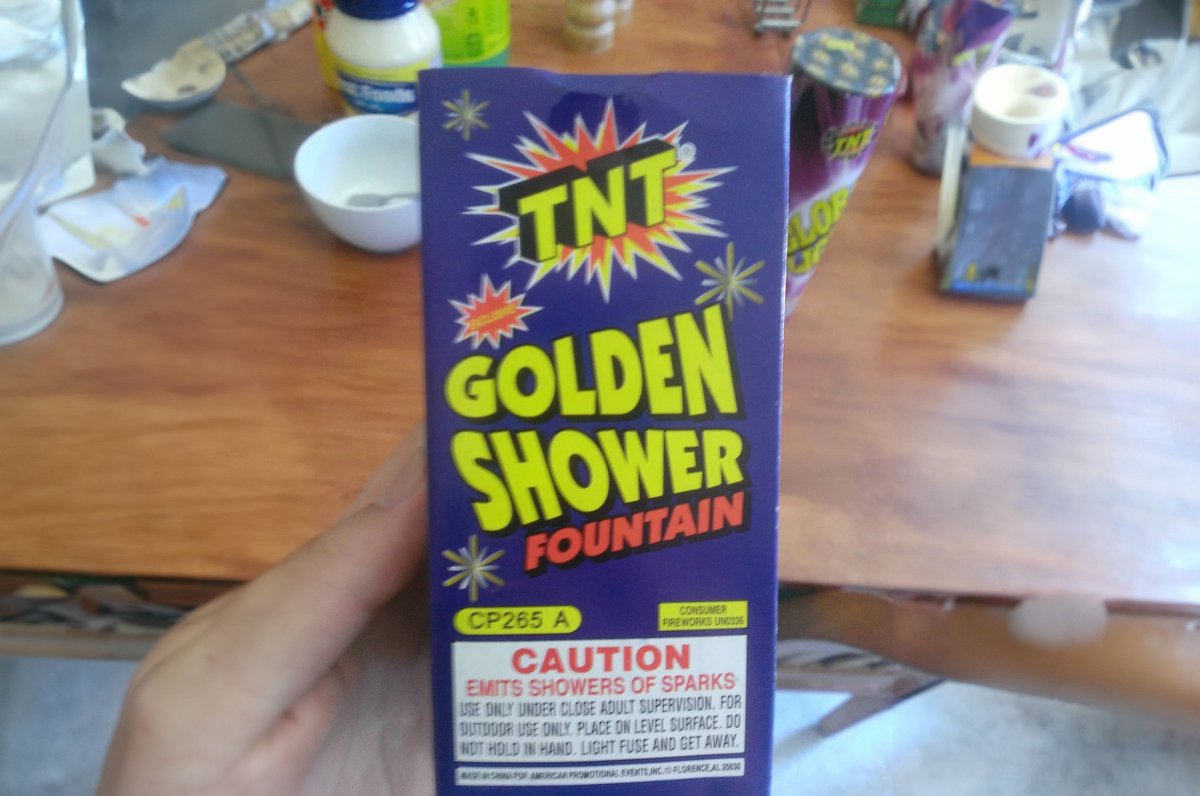 TNT®
EXCLUSIVE
GOLDEN
SHOWER
FOUNTAIN
CP265 A
CONSUMER
FIREWORKS UN0336
CAUTION
EMITS SHOWERS OF SPARKS
USE ONLY UNDER CLOSE ADULT SUPERVISION. FOR
OUTDOOR USE ONLY. PLACE ON LEVEL SURFACE. DO
NOT HOLD IN HAND. LIGHT FUSE AND GET AWAY.
MADE IN CHINA FOR AMERICAN PROMOTIONAL EVENTS, INC. © FLORENCE, AL 35630
TNT
Foods